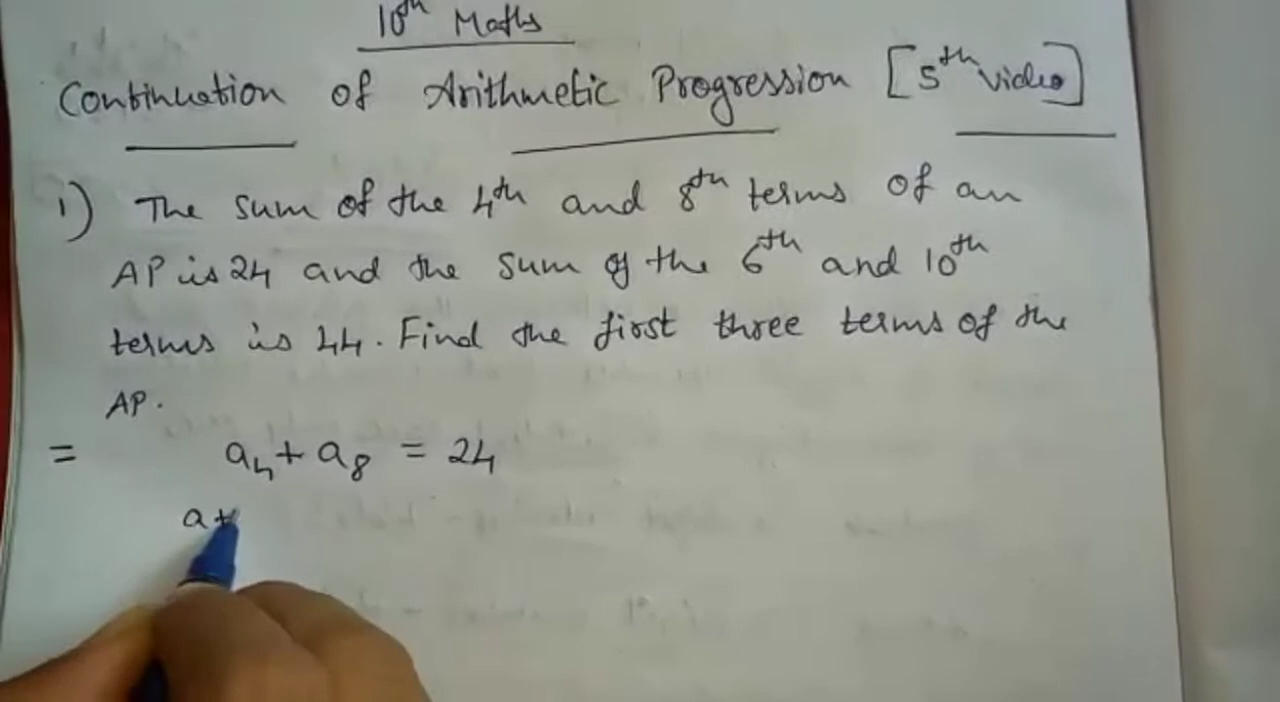 10th Maths
Continuation of Arithmetic Progression [5th video]
1) The sum of the 4th and 8th terms of an
AP is 24 and the sum of the 6th and 10th
terms is 44. Find the first three terms of the
AP.
= a4 + a8 = 24
a +